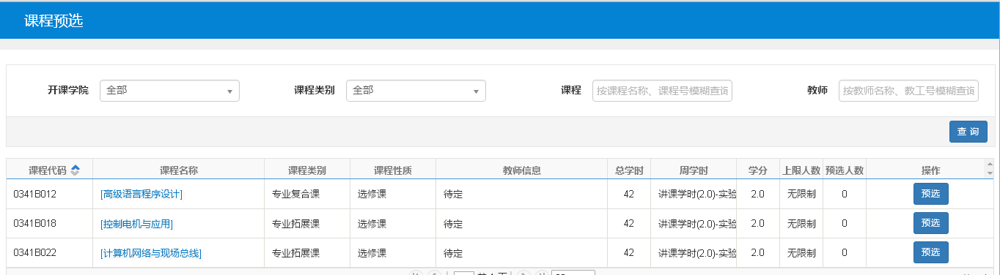 课程预选
开课学院 全部 课程类别 全部 课程 按课程名称、课程号模糊查询 教师 按教师名称、教工号模糊查询
查 询
课程代码 课程名称 课程类别 课程性质 教师信息 总学时 周学时 学分 上限人数 预选人数 操作
0341B012 [高级语言程序设计] 专业复合课 选修课 待定 42 讲课学时(2.0)-实验 2.0 无限制 0 预选
0341B018 [控制电机与应用] 专业拓展课 选修课 待定 42 讲课学时(2.0)-实验 2.0 无限制 0 预选
0341B022 [计算机网络与现场总线] 专业拓展课 选修课 待定 42 讲课学时(2.0)-实验 2.0 无限制 0 预选